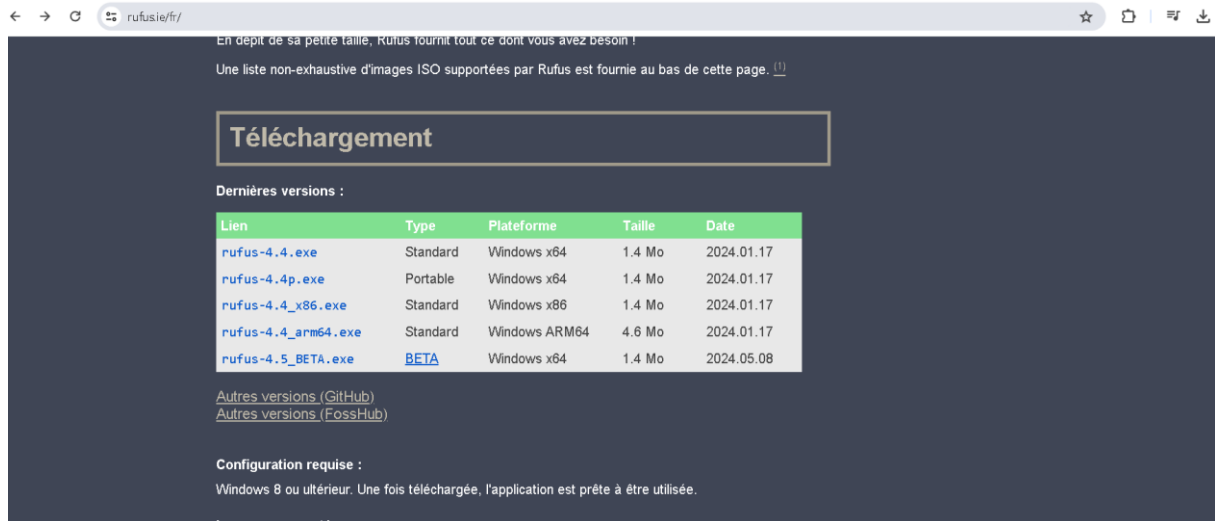 rufus.ie/fr/
En dépit de sa petite taille, Rufus fournit tout ce dont vous avez besoin !
Une liste non-exhaustive d'images ISO supportées par Rufus est fournie au bas de cette page. (1)
Téléchargement
Dernières versions :
Lien Type Plateforme Taille Date
rufus-4.4.exe Standard Windows x64 1.4 Mo 2024.01.17
rufus-4.4p.exe Portable Windows x64 1.4 Mo 2024.01.17
rufus-4.4_x86.exe Standard Windows x86 1.4 Mo 2024.01.17
rufus-4.4_arm64.exe Standard Windows ARM64 4.6 Mo 2024.01.17
rufus-4.5_BETA.exe BETA Windows x64 1.4 Mo 2024.05.08
Autres versions (GitHub)
Autres versions (FossHub)
Configuration requise :
Windows 8 ou ultérieur. Une fois téléchargée, l'application est prête à être utilisée.